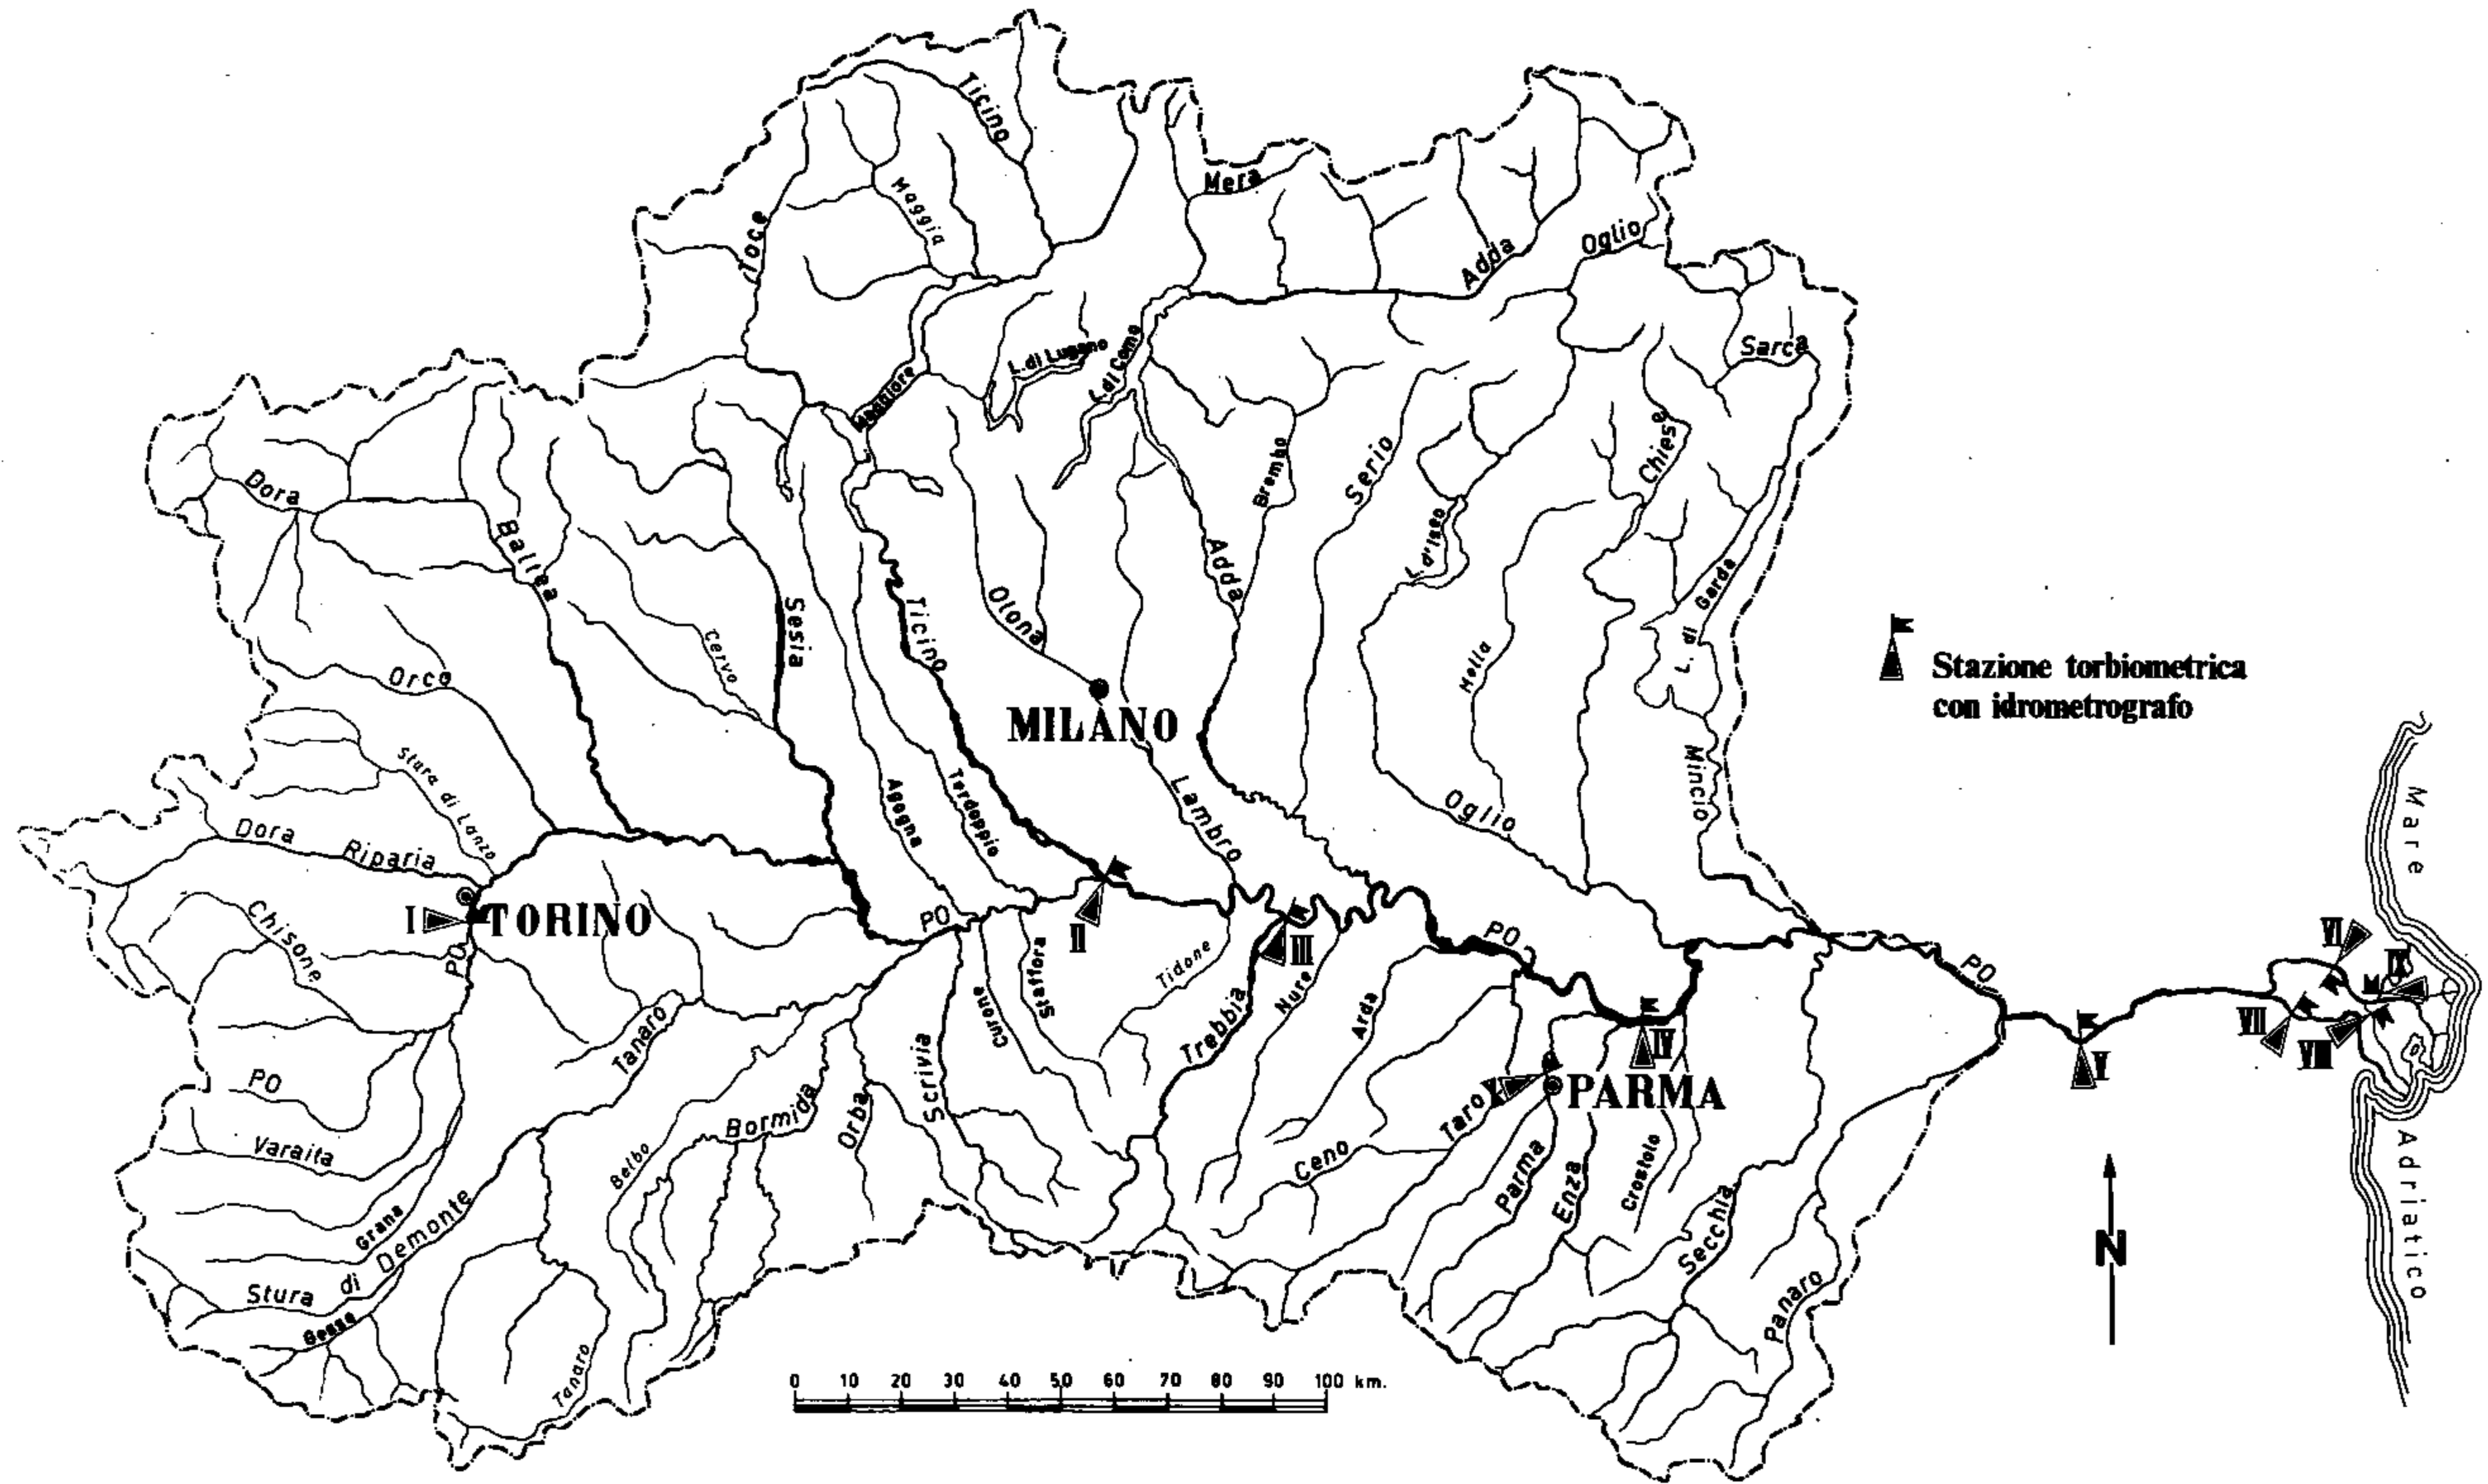 Ticino
Maggia
Toce
Mera
Adda
Oglio
Sarca
L. di Lugano
L. di Como
Maggiore
Dora
Baltea
Brembo
Serio
Chiese
L. d'Iseo
Adda
Garda
di
L.
Sesia
Ticino
Olona
Cervo
Mella
Orco
Stazione torbiometrica
con idrometrografo
MILANO
Stura di Lanzo
Agogna
Terdoppio
Lambro
Oglio
Mincio
Mare
Dora Riparia
I
TORINO
Chisone
PO
PO
II
Staffora
Curone
Tidone
III
Trebbia
Nure
Arda
PO
PO
VI
IX
VII
VIII
V
IV
PARMA
X
Taro
Tanaro
Scrivia
PO
Varaita
Bormida
Orba
Belbo
Ceno
Parma
Enza
Crostolo
Secchia
Panaro
Grana
Stura di Demonte
Gesso
Tanaro
Adriatico
N
0 10 20 30 40 50 60 70 80 90 100 km.